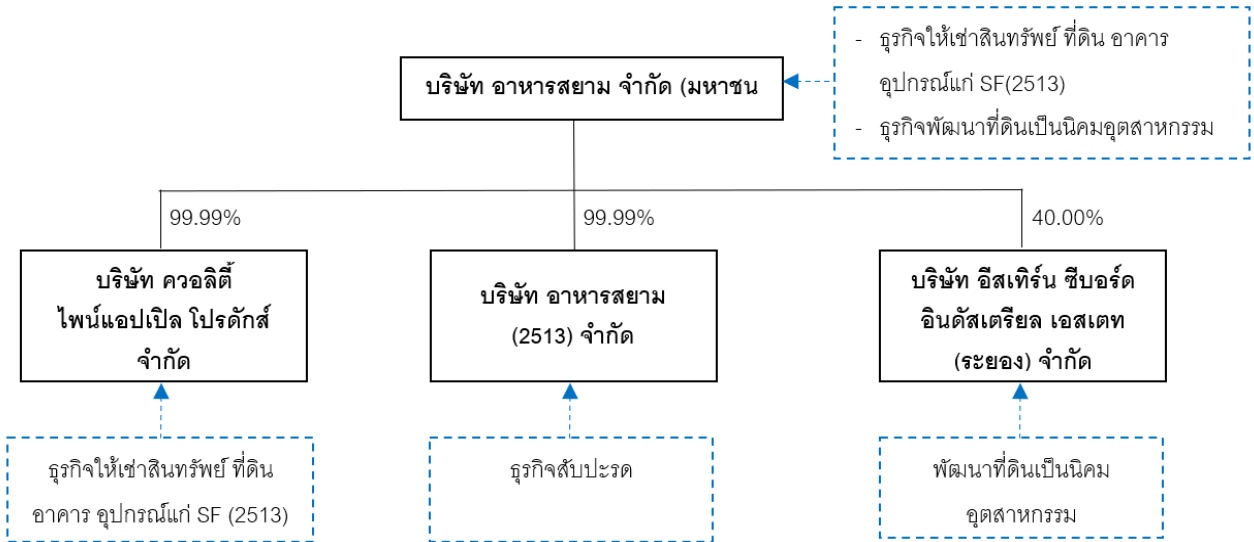 - ธุรกิจให้เช่าสินทรัพย์ ที่ดิน อาคาร
อุปกรณ์แก่ SF(2513)
- ธุรกิจพัฒนาที่ดินเป็นนิคมอุตสาหกรรม
บริษัท อาหารสยาม จำกัด (มหาชน
99.99%
99.99%
40.00%
บริษัท ควอลิตี้
ไพน์แอปเปิล โปรดักส์
จำกัด
บริษัท อาหารสยาม
(2513) จำกัด
บริษัท อีสเทิร์น ซีบอร์ด
อินดัสเตรียล เอสเตท
(ระยอง) จำกัด
ธุรกิจให้เช่าสินทรัพย์ ที่ดิน
อาคาร อุปกรณ์แก่ SF (2513)
ธุรกิจสับปะรด
พัฒนาที่ดินเป็นนิคม
อุตสาหกรรม